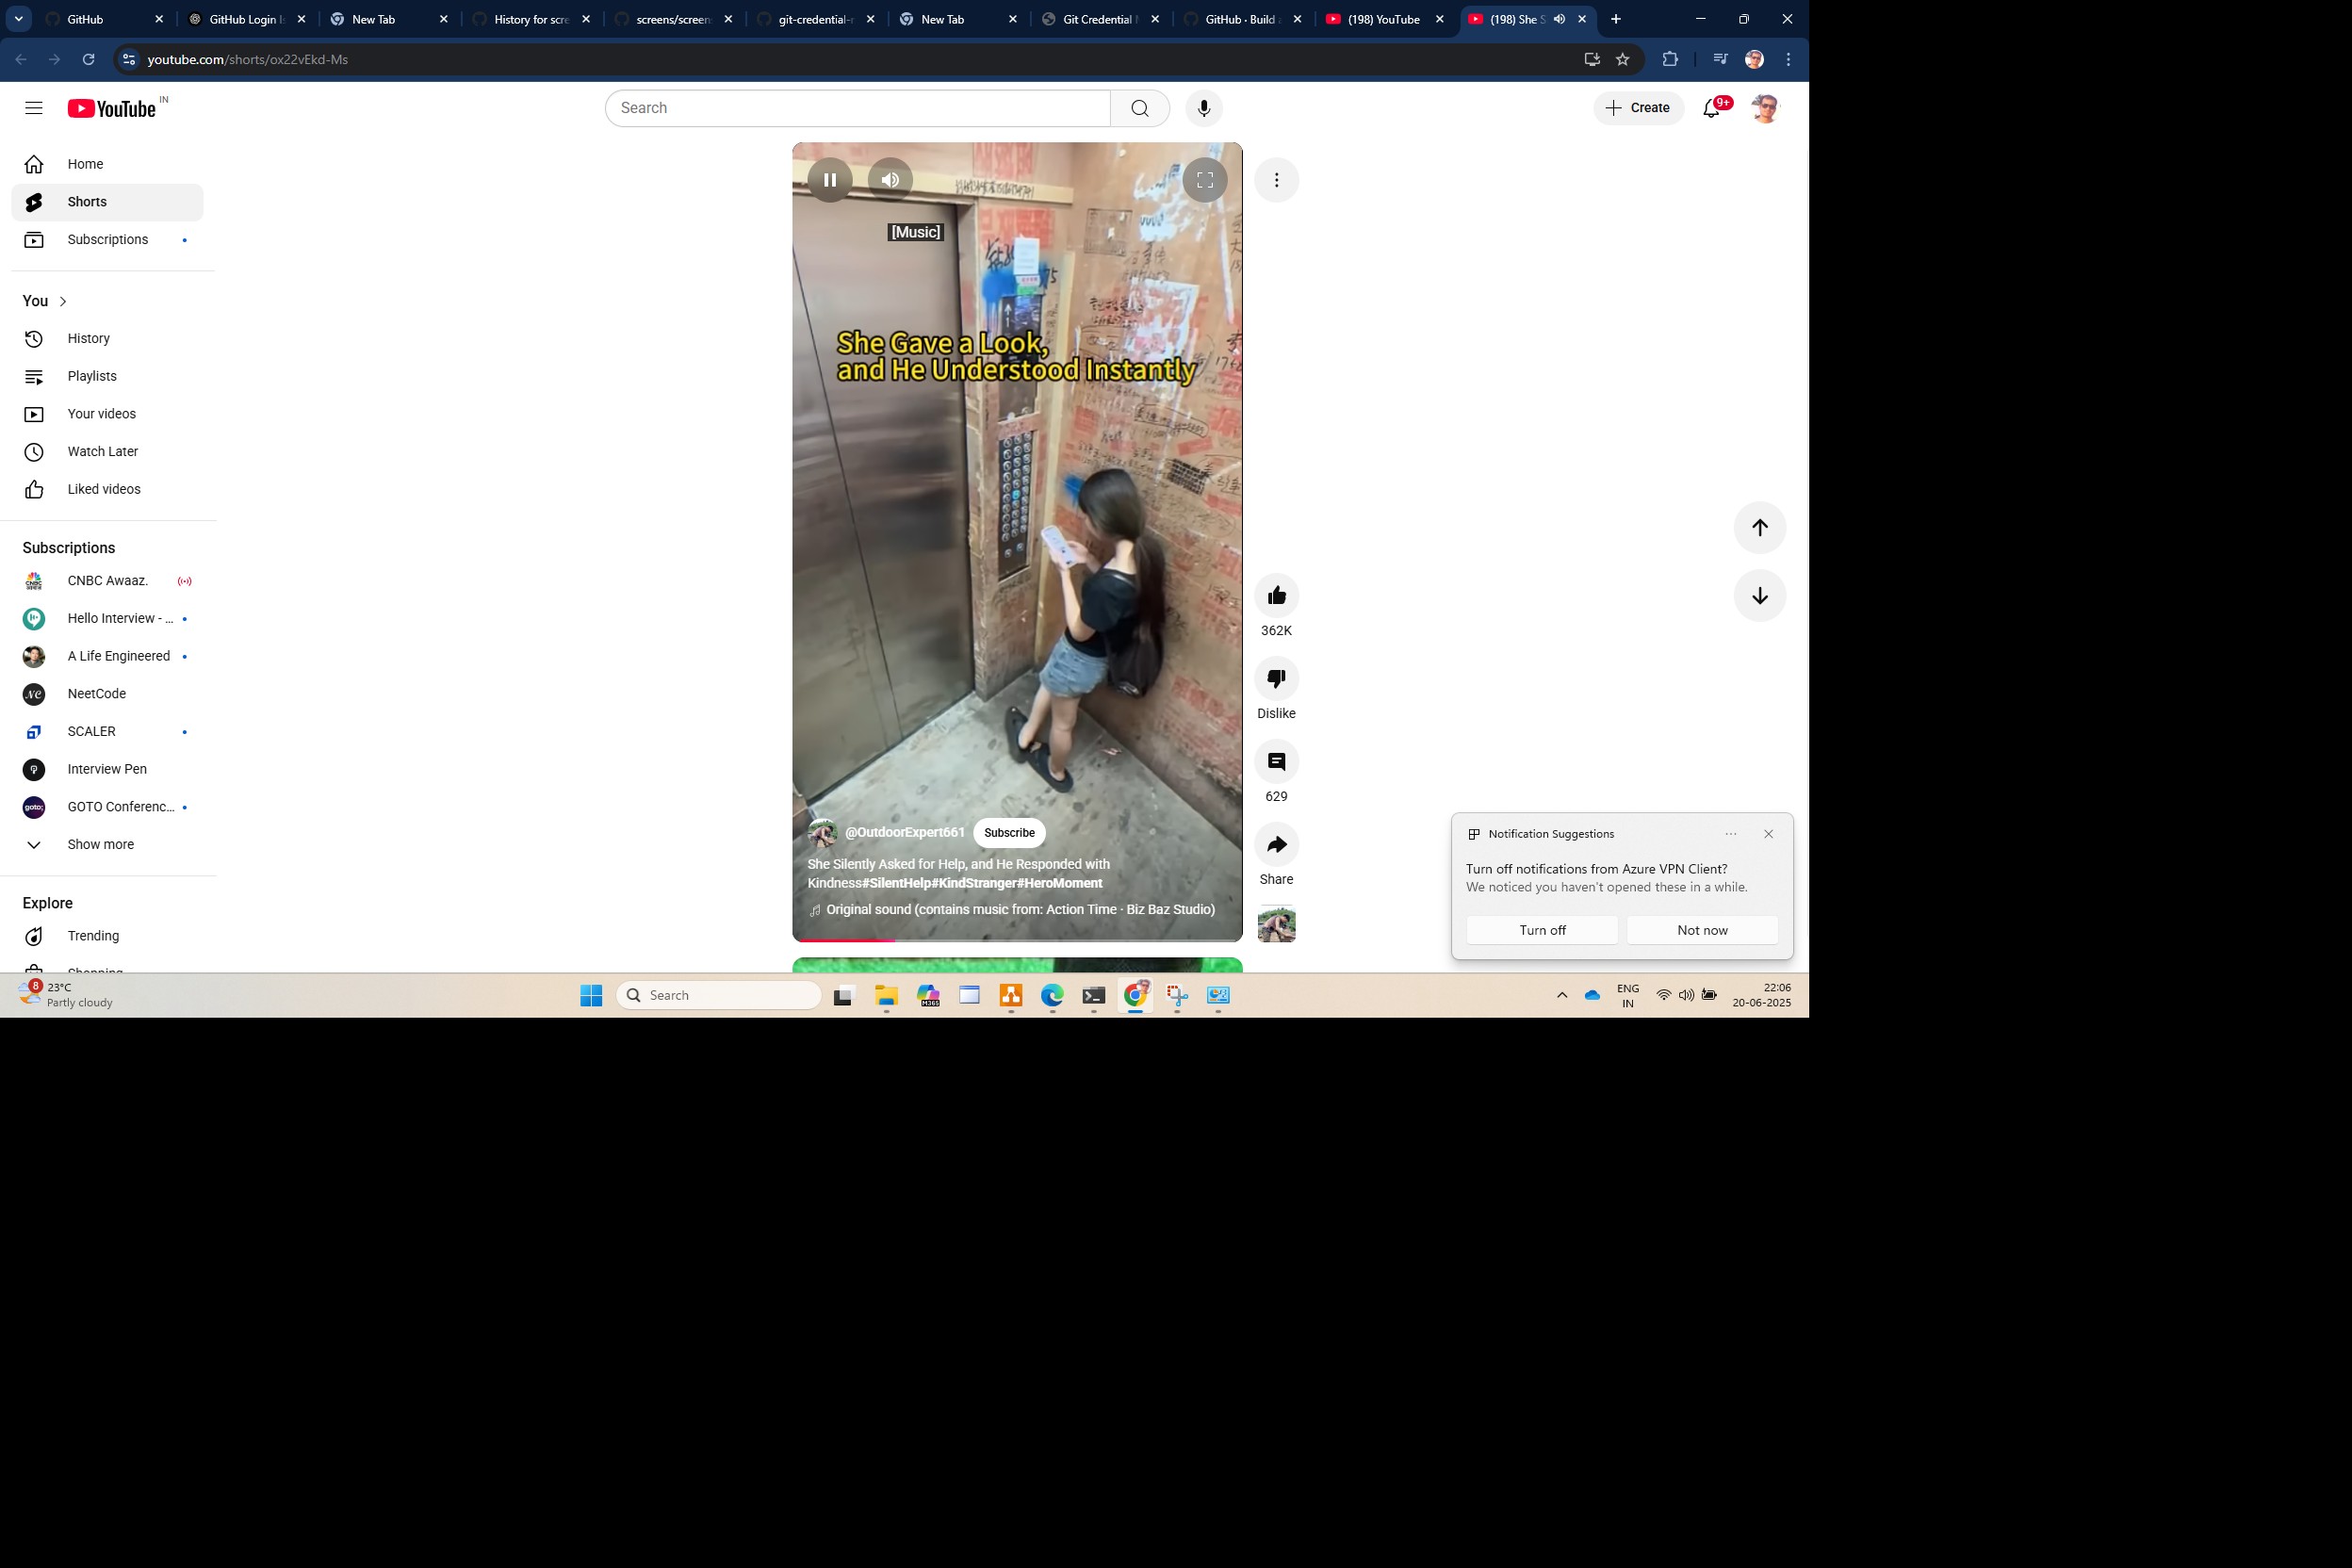 GitHub
GitHub Login Is
New Tab
History for scre
screens/screen
git-credential-
New Tab
Git Credential
GitHub · Build
(198) YouTube
(198) She S
youtube.com/shorts/ox22vEkd-Ms
YouTube IN
Search
Create
9+
Home
Shorts
Subscriptions
You
History
Playlists
Your videos
Watch Later
Liked videos
Subscriptions
CNBC Awaaz.
Hello Interview - ...
A Life Engineered
NeetCode
SCALER
Interview Pen
GOTO Conferenc...
Show more
Explore
Trending
Shopping
[Music]
She Gave a Look,
and He Understood Instantly
@OutdoorExpert661
Subscribe
She Silently Asked for Help, and He Responded with
Kindness#SilentHelp#KindStranger#HeroMoment
Original sound (contains music from: Action Time · Biz Baz Studio)
362K
Dislike
629
Share
Notification Suggestions
Turn off notifications from Azure VPN Client?
We noticed you haven't opened these in a while.
Turn off
Not now
8
23°C
Partly cloudy
Search
M365
ENG
IN
22:06
20-06-2025